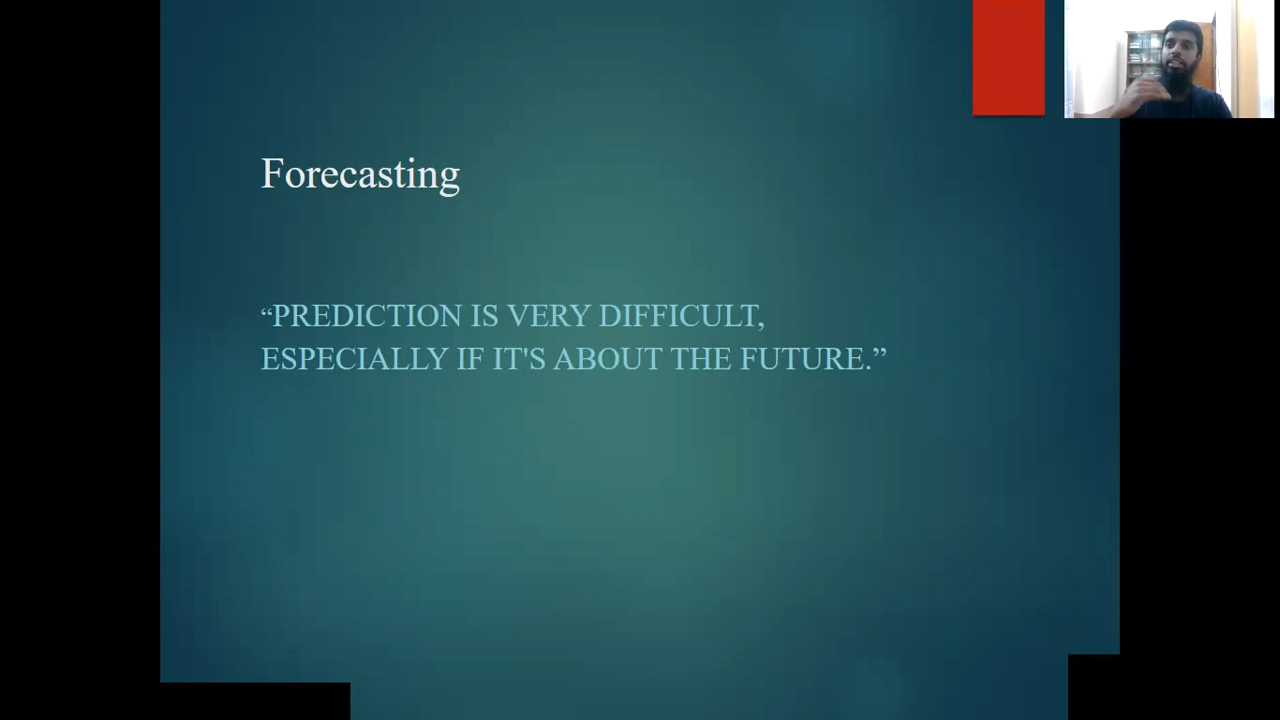 Forecasting
“PREDICTION IS VERY DIFFICULT,
ESPECIALLY IF IT'S ABOUT THE FUTURE.”